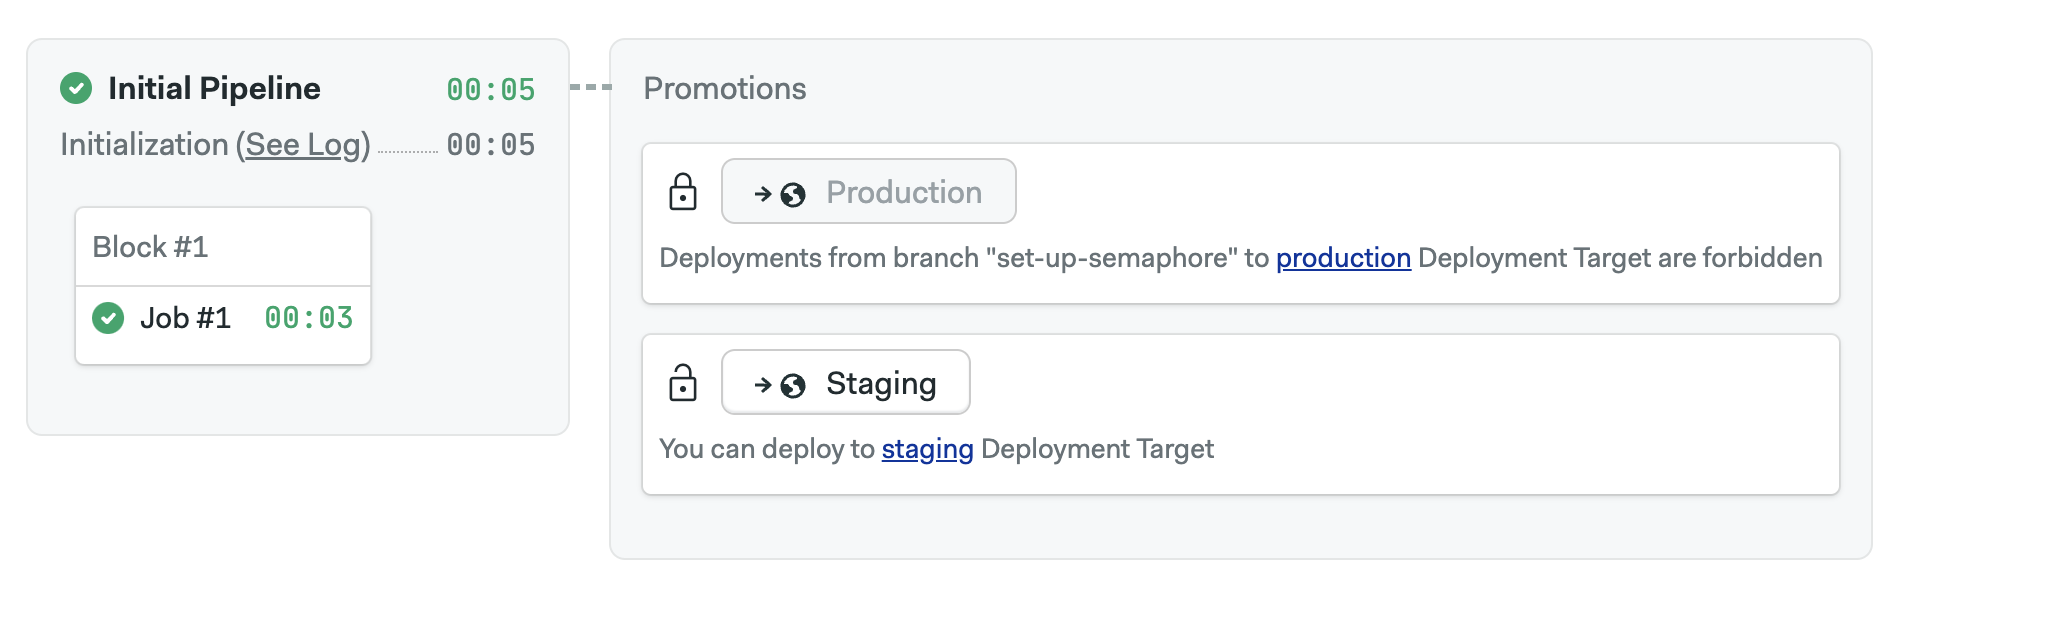 Initial Pipeline 00:05
Initialization (See Log) 00:05
Block #1
Job #1 00:03
Promotions
Production
Deployments from branch "set-up-semaphore" to production Deployment Target are forbidden
Staging
You can deploy to staging Deployment Target